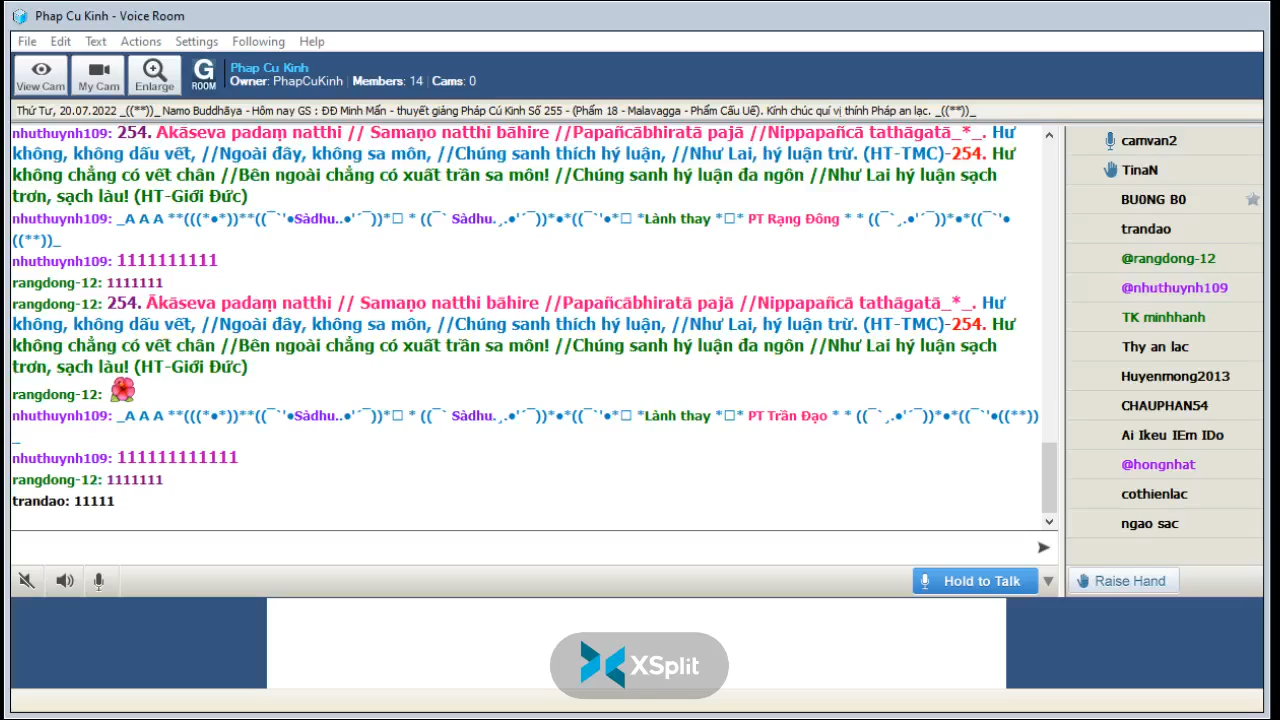 Phap Cu Kinh - Voice Room
File Edit Text Actions Settings Following Help
View Cam My Cam Enlarge G ROOM
Phap Cu Kinh
Owner: PhapCuKinh | Members: 14 | Cams: 0
Thứ Tư, 20.07.2022 _((**))_ Namo Buddhāya - Hôm nay GS : ĐĐ Minh Mẫn - thuyết giảng Pháp Cú Kinh Số 255 - (Phẩm 18 - Malavagga - Phẩm Cấu Uế). Kính chúc quí vị thính Pháp an lạc. _((**))_
nhuthuynh109: 254. Ākāseva padaṃ natthi // Samaṇo natthi bāhire //Papañcābhiratā pajā //Nippapañcā tathāgatā_*_. Hư
không, không dấu vết, //Ngoài đây, không sa môn, //Chúng sanh thích hý luận, //Như Lai, hý luận trừ. (HT-TMC)-254. Hư
không chẳng có vết chân //Bên ngoài chẳng có xuất trần sa môn! //Chúng sanh hý luận đa ngôn //Như Lai hý luận sạch
trơn, sạch làu! (HT-Giới Đức)
nhuthuynh109: _A A A **(((*●*))**((¯`'●Sàdhu..●'´¯))*□ * ((¯` Sàdhu.¸.●'´¯))*●*((¯`'●*□ *Lành thay *□* PT Rạng Đông * * ((¯`¸.●'´¯))*●*((¯`'●
((**))_
nhuthuynh109: 1111111111
rangdong-12: 1111111
rangdong-12: 254. Ākāseva padaṃ natthi // Samaṇo natthi bāhire //Papañcābhiratā pajā //Nippapañcā tathāgatā_*_. Hư
không, không dấu vết, //Ngoài đây, không sa môn, //Chúng sanh thích hý luận, //Như Lai, hý luận trừ. (HT-TMC)-254. Hư
không chẳng có vết chân //Bên ngoài chẳng có xuất trần sa môn! //Chúng sanh hý luận đa ngôn //Như Lai hý luận sạch
trơn, sạch làu! (HT-Giới Đức)
rangdong-12:
nhuthuynh109: _A A A **(((*●*))**((¯`'●Sàdhu..●'´¯))*□ * ((¯` Sàdhu.¸.●'´¯))*●*((¯`'●*□ *Lành thay *□* PT Trần Đạo * * ((¯`¸.●'´¯))*●*((¯`'●((**))
_
nhuthuynh109: 111111111111
rangdong-12: 1111111
trandao: 11111
camvan2
TinaN
BU0NG B0
trandao
@rangdong-12
@nhuthuynh109
TK minhhanh
Thy an lac
Huyenmong2013
CHAUPHAN54
Ai Ikeu IEm IDo
@hongnhat
cothienlac
ngao sac
Hold to Talk
Raise Hand
XSplit